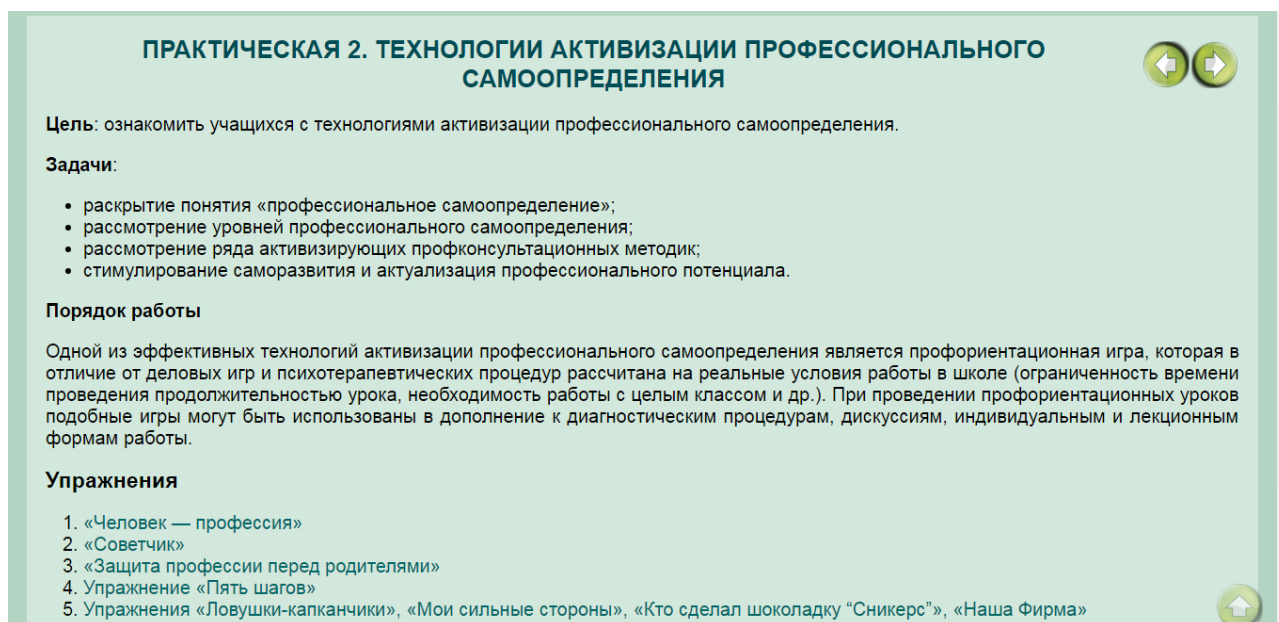 ПРАКТИЧЕСКАЯ 2. ТЕХНОЛОГИИ АКТИВИЗАЦИИ ПРОФЕССИОНАЛЬНОГО
САМООПРЕДЕЛЕНИЯ
Цель: ознакомить учащихся с технологиями активизации профессионального самоопределения.
Задачи:
• раскрытие понятия «профессиональное самоопределение»;
• рассмотрение уровней профессионального самоопределения;
• рассмотрение ряда активизирующих профконсультационных методик;
• стимулирование саморазвития и актуализация профессионального потенциала.
Порядок работы
Одной из эффективных технологий активизации профессионального самоопределения является профориентационная игра, которая в
отличие от деловых игр и психотерапевтических процедур рассчитана на реальные условия работы в школе (ограниченность времени
проведения продолжительностью урока, необходимость работы с целым классом и др.). При проведении профориентационных уроков
подобные игры могут быть использованы в дополнение к диагностическим процедурам, дискуссиям, индивидуальным и лекционным
формам работы.
Упражнения
1. «Человек — профессия»
2. «Советчик»
3. «Защита профессии перед родителями»
4. Упражнение «Пять шагов»
5. Упражнения «Ловушки-капканчики», «Мои сильные стороны», «Кто сделал шоколадку “Сникерс”», «Наша Фирма»